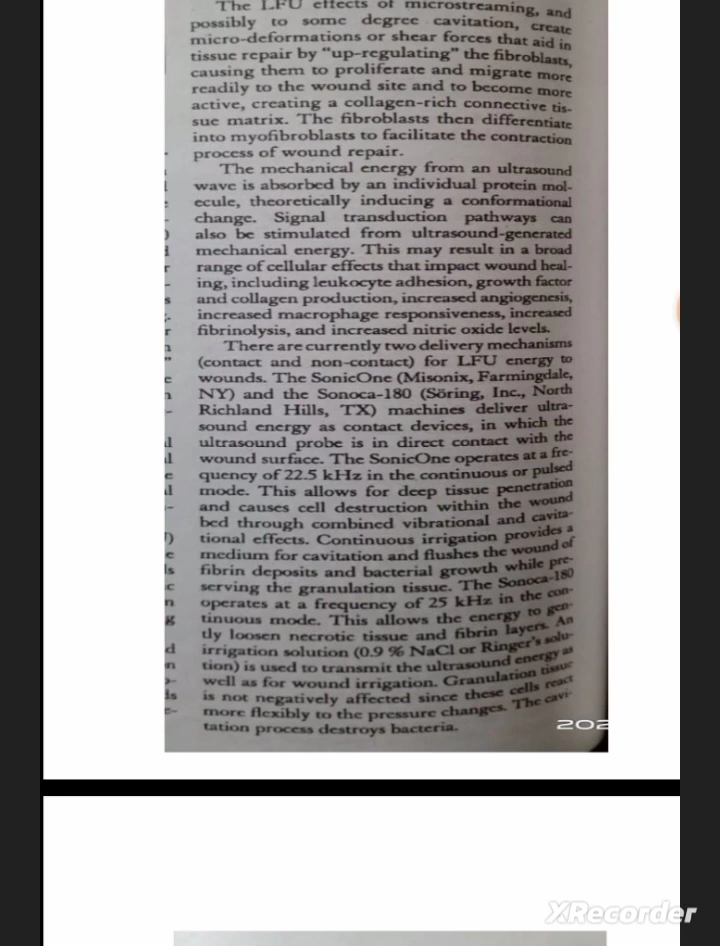 The LFU effects of microstreaming, and
possibly to some degree cavitation, create
micro-deformations or shear forces that aid in
tissue repair by "up-regulating" the fibroblasts,
causing them to proliferate and migrate more
readily to the wound site and to become more
active, creating a collagen-rich connective tis-
sue matrix. The fibroblasts then differentiate
into myofibroblasts to facilitate the contraction
process of wound repair.
The mechanical energy from an ultrasound
wave is absorbed by an individual protein mol-
ecule, theoretically inducing a conformational
change. Signal transduction pathways can
also be stimulated from ultrasound-generated
mechanical energy. This may result in a broad
range of cellular effects that impact wound heal-
ing, including leukocyte adhesion, growth factor
and collagen production, increased angiogenesis,
increased macrophage responsiveness, increased
fibrinolysis, and increased nitric oxide levels.
There are currently two delivery mechanisms
(contact and non-contact) for LFU energy to
wounds. The SonicOne (Misonix, Farmingdale,
NY) and the Sonoca-180 (Söring, Inc., North
Richland Hills, TX) machines deliver ultra-
sound energy as contact devices, in which the
ultrasound probe is in direct contact with the
wound surface. The SonicOne operates at a fre-
quency of 22.5 kHz in the continuous or pulsed
mode. This allows for deep tissue penetration
and causes cell destruction within the wound
bed through combined vibrational and cavita-
tional effects. Continuous irrigation provides a
medium for cavitation and flushes the wound of
fibrin deposits and bacterial growth while pre-
serving the granulation tissue. The Sonoca-180
operates at a frequency of 25 kHz in the con-
tinuous mode. This allows the energy to gen-
tly loosen necrotic tissue and fibrin layers. An
irrigation solution (0.9 % NaCl or Ringer's solu-
tion) is used to transmit the ultrasound energy as
well as for wound irrigation. Granulation tissue
is not negatively affected since these cells react
more flexibly to the pressure changes. The cavi-
tation process destroys bacteria.
202
XRecorder